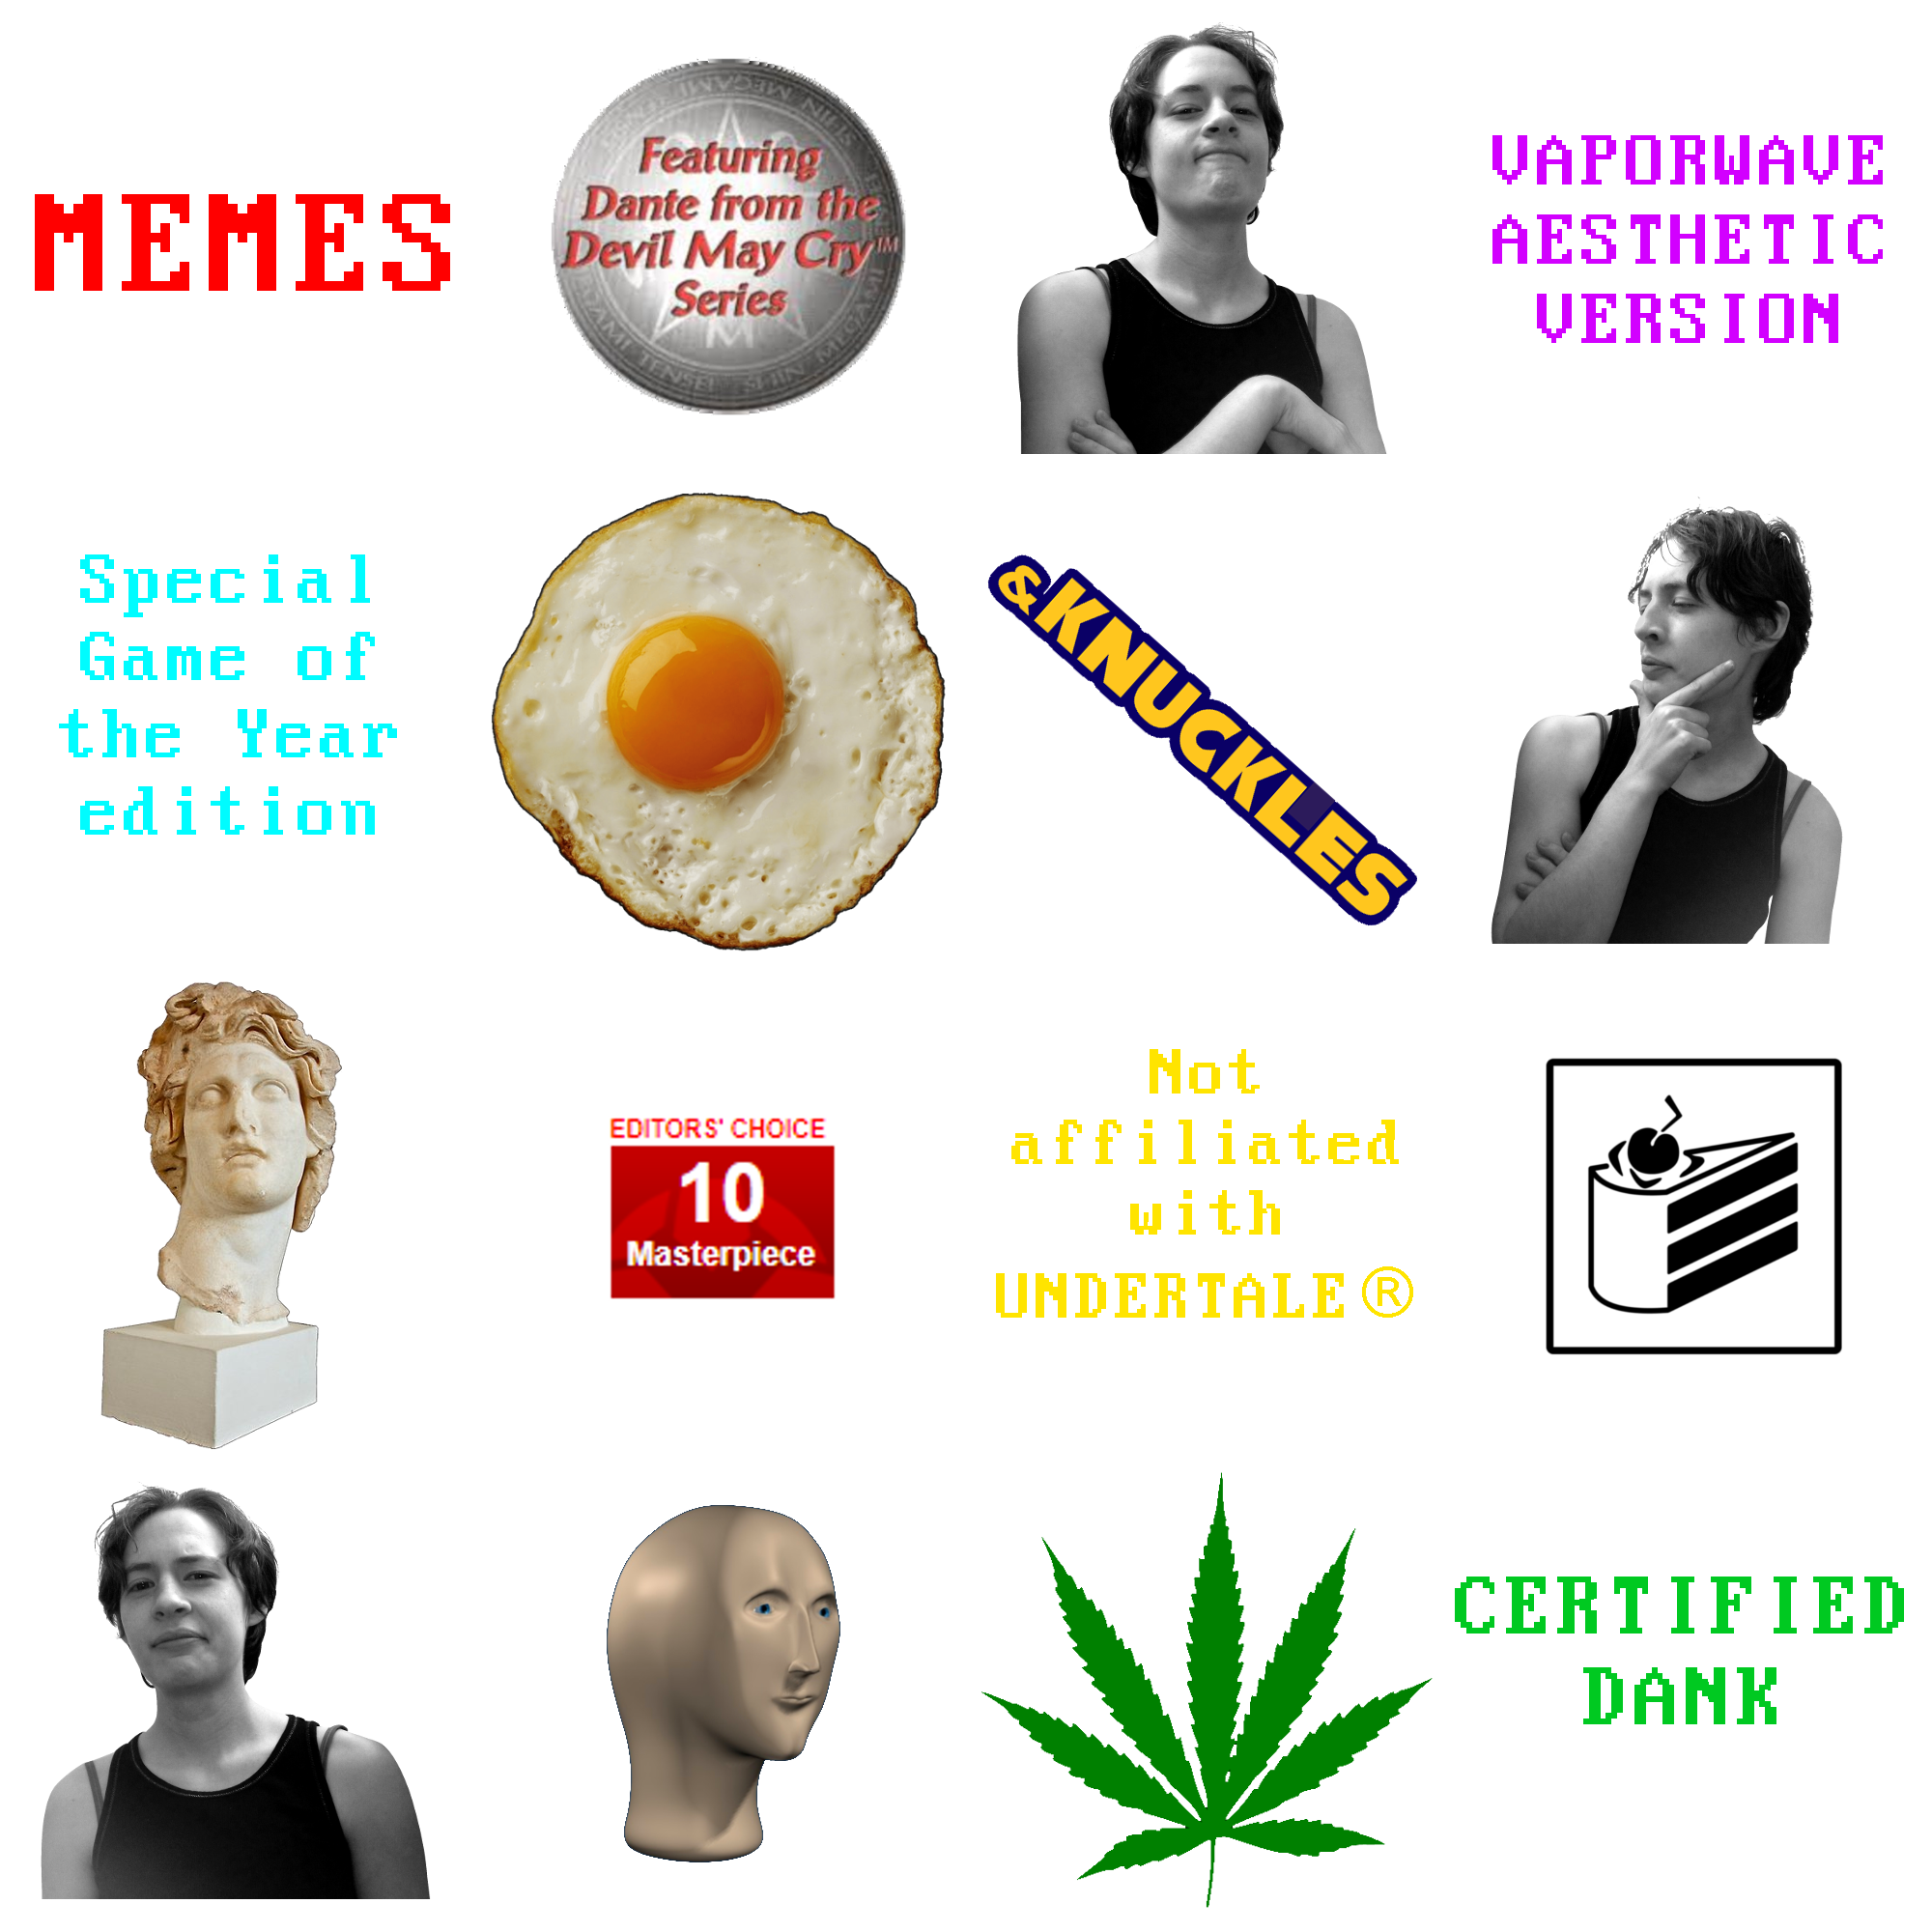 MEMES
Featuring
Dante from the
Devil May Cry™
Series
VAPORWAVE
AESTHETIC
VERSION
Special
Game of
the Year
edition
&KNUCKLES
EDITORS' CHOICE
10
Masterpiece
Not
affiliated
with
UNDERTALE®
CERTIFIED
DANK